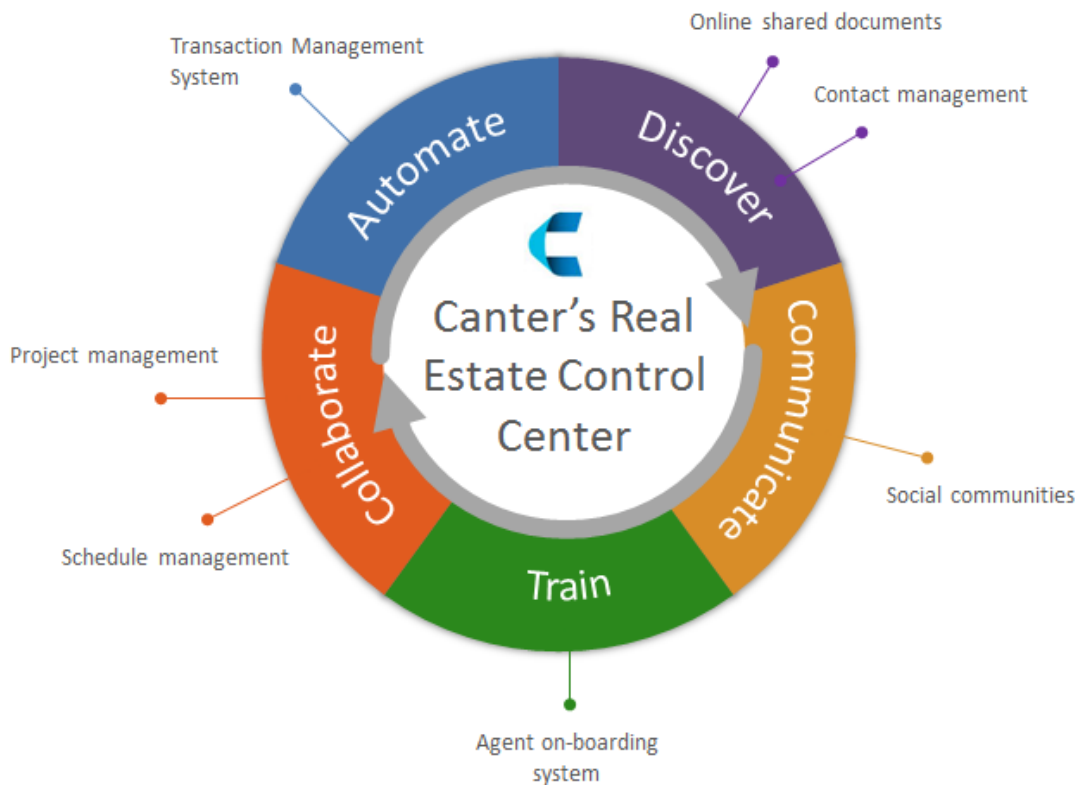 Online shared documents
Transaction Management
System
Contact management
Automate
Discover
Canter’s Real
Estate Control
Center
Communicate
Collaborate
Project management
Social communities
Schedule management
Train
Agent on-boarding
system